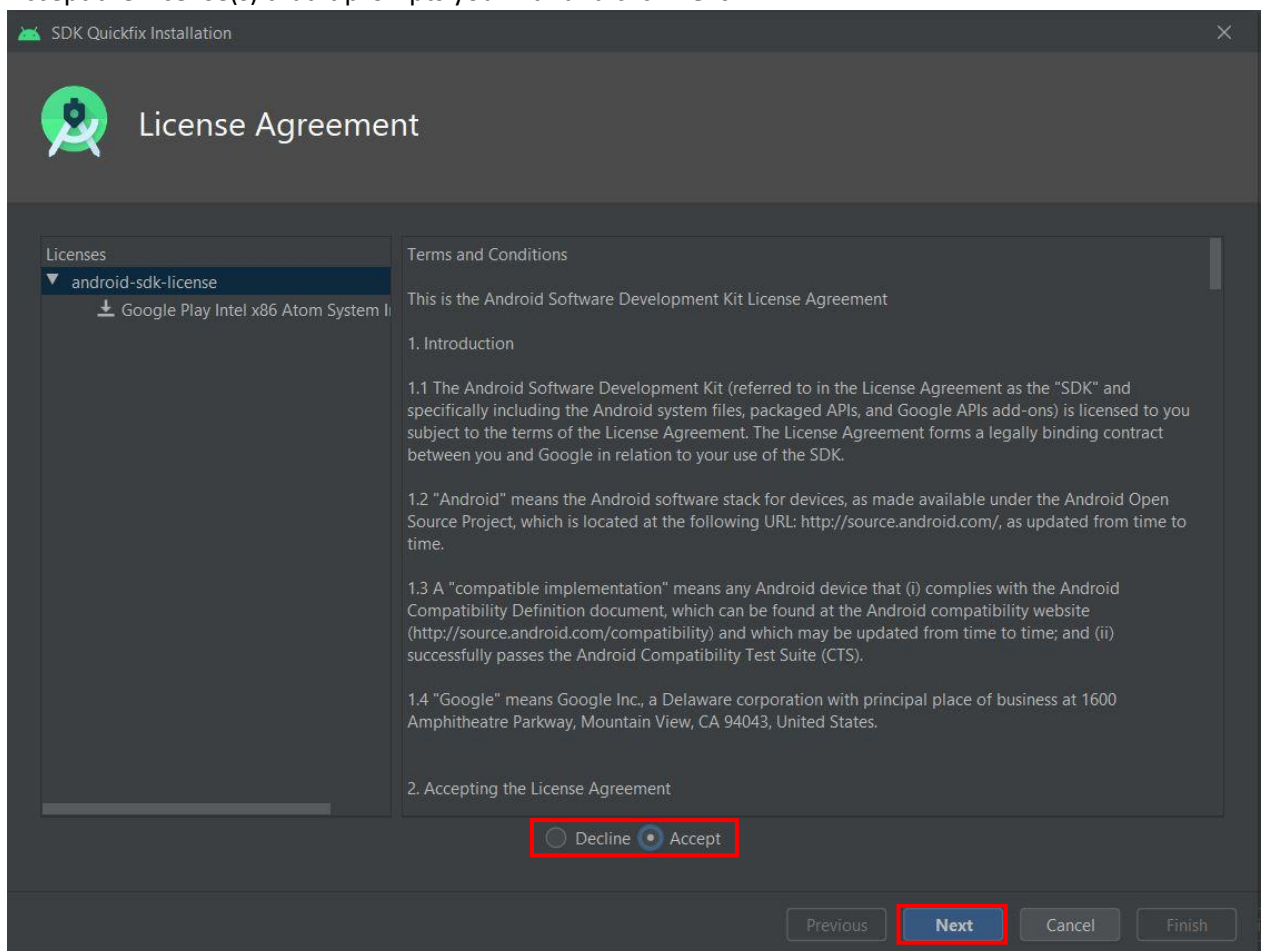 SDK Quickfix Installation
License Agreement
Licenses
android-sdk-license
Google Play Intel x86 Atom System
Terms and Conditions
This is the Android Software Development Kit License Agreement
1. Introduction
1.1 The Android Software Development Kit (referred to in the License Agreement as the "SDK" and
specifically including the Android system files, packaged APIs, and Google APIs add-ons) is licensed to you
subject to the terms of the License Agreement. The License Agreement forms a legally binding contract
between you and Google in relation to your use of the SDK.
1.2 "Android" means the Android software stack for devices, as made available under the Android Open
Source Project, which is located at the following URL: http://source.android.com/, as updated from time to
time.
1.3 A "compatible implementation" means any Android device that (i) complies with the Android
Compatibility Definition document, which can be found at the Android compatibility website
(http://source.android.com/compatibility) and which may be updated from time to time; and (ii)
successfully passes the Android Compatibility Test Suite (CTS).
1.4 "Google" means Google Inc., a Delaware corporation with principal place of business at 1600
Amphitheatre Parkway, Mountain View, CA 94043, United States.
2. Accepting the License Agreement
Decline Accept
Previous Next Cancel Finish